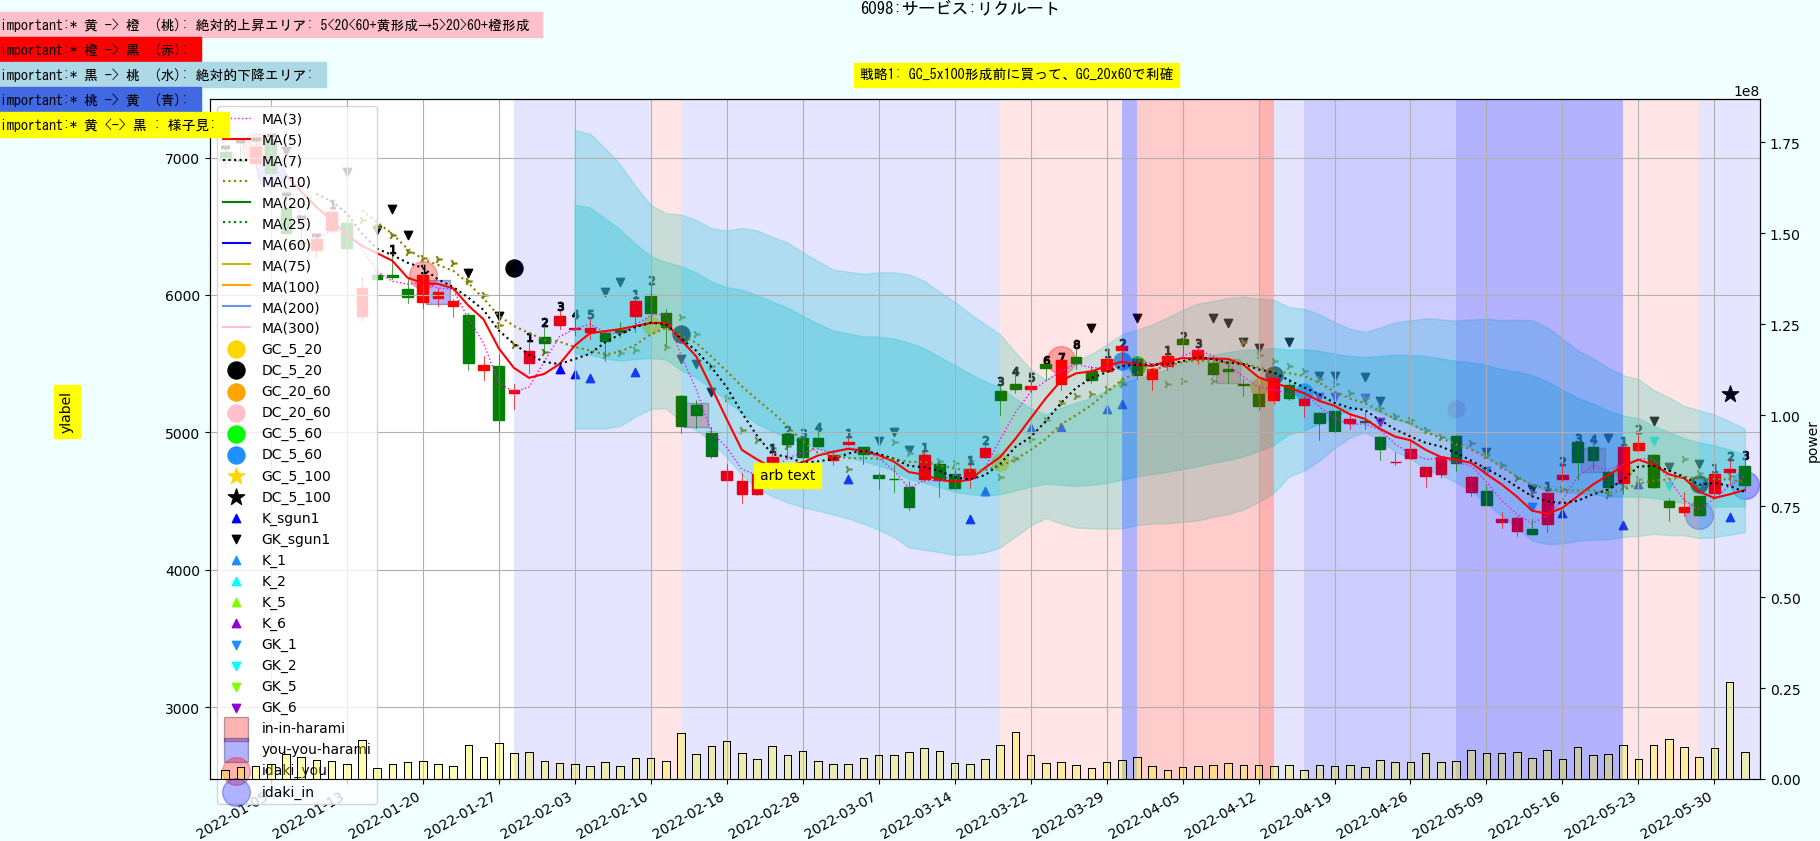 6098:サービス:リクルート
important:* 黄 -> 橙 (桃): 絶対的上昇エリア: 5<20<60+黄形成→5>20>60+橙形成
important:* 橙 -> 黒 (赤):
important:* 黒 -> 桃 (水): 絶対的下降エリア:
戦略1: GC_5x100形成前に買って、GC_20x60で利確
important:* 桃 -> 黄 (青):
important:* 黄 <-> 黒 : 様子見:
1e8
MA(3)
MA(5)
MA(7)
MA(10)
MA(20)
MA(25)
MA(60)
MA(75)
MA(100)
MA(200)
MA(300)
GC_5_20
DC_5_20
GC_20_60
DC_20_60
GC_5_60
DC_5_60
GC_5_100
DC_5_100
K_sgun1
GK_sgun1
K_1
K_2
K_5
K_6
GK_1
GK_2
GK_5
GK_6
in-in-harami
you-you-harami
idaki_you
idaki_in
7000
6000
5000
4000
3000
ylabel
arb text
1.75
1.50
1.25
1.00
0.75
0.50
0.25
0.00
power
2022-01-05
2022-01-13
2022-01-20
2022-01-27
2022-02-03
2022-02-10
2022-02-18
2022-02-28
2022-03-07
2022-03-14
2022-03-22
2022-03-29
2022-04-05
2022-04-12
2022-04-19
2022-04-26
2022-05-09
2022-05-16
2022-05-23
2022-05-30